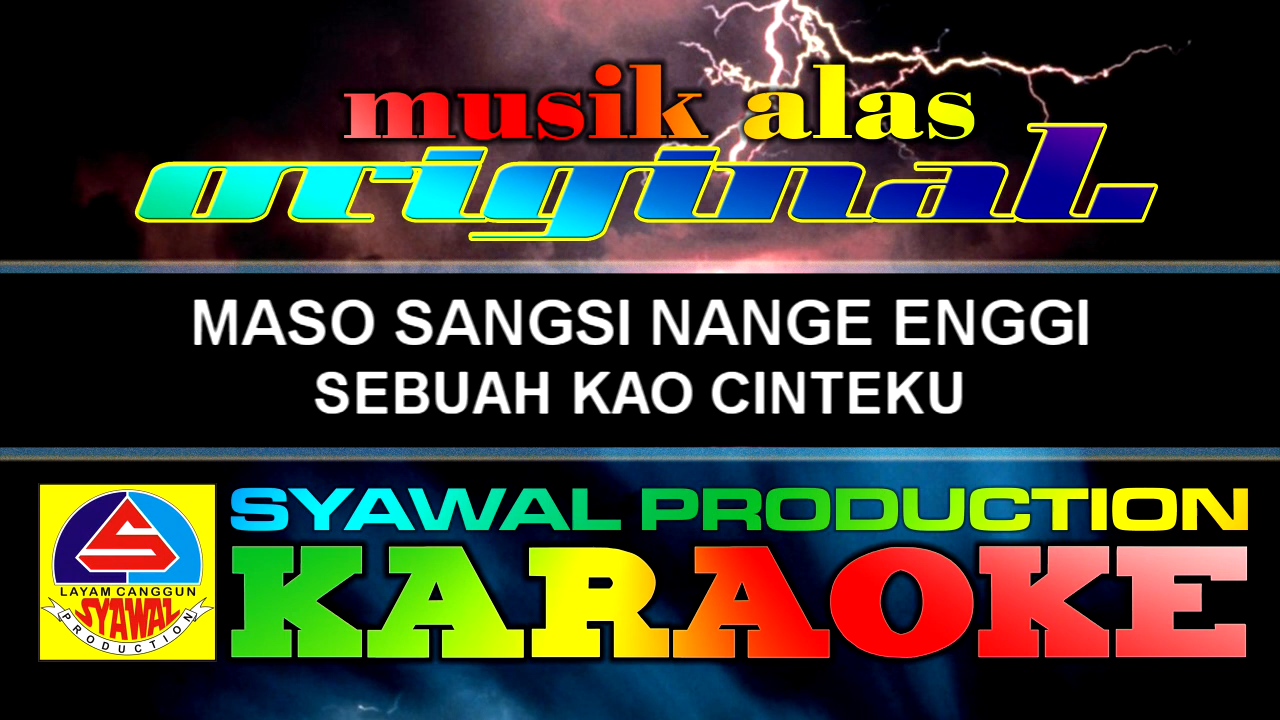 musik alas
original
MASO SANGSI NANGE ENGGI
SEBUAH KAO CINTEKU
SYAWAL PRODUCTION
KARAOKE
S
LAYAM CANGGUN
SYAWAL
PRODUCTION